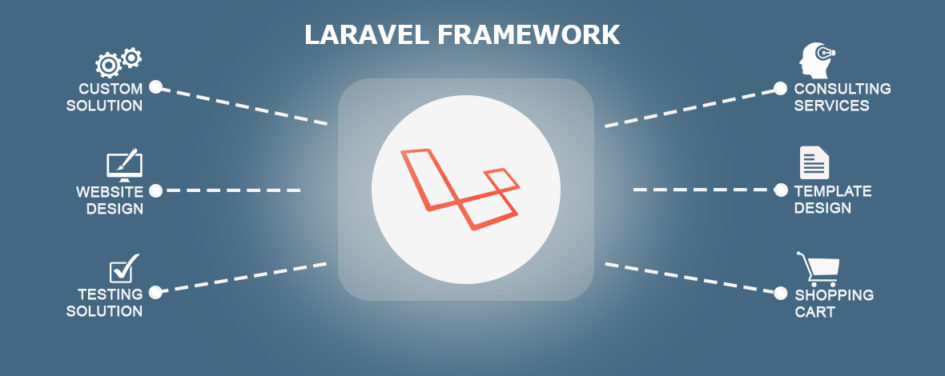 LARAVEL FRAMEWORK
CUSTOM
SOLUTION
CONSULTING
SERVICES
WEBSITE
DESIGN
TEMPLATE
DESIGN
TESTING
SOLUTION
SHOPPING
CART